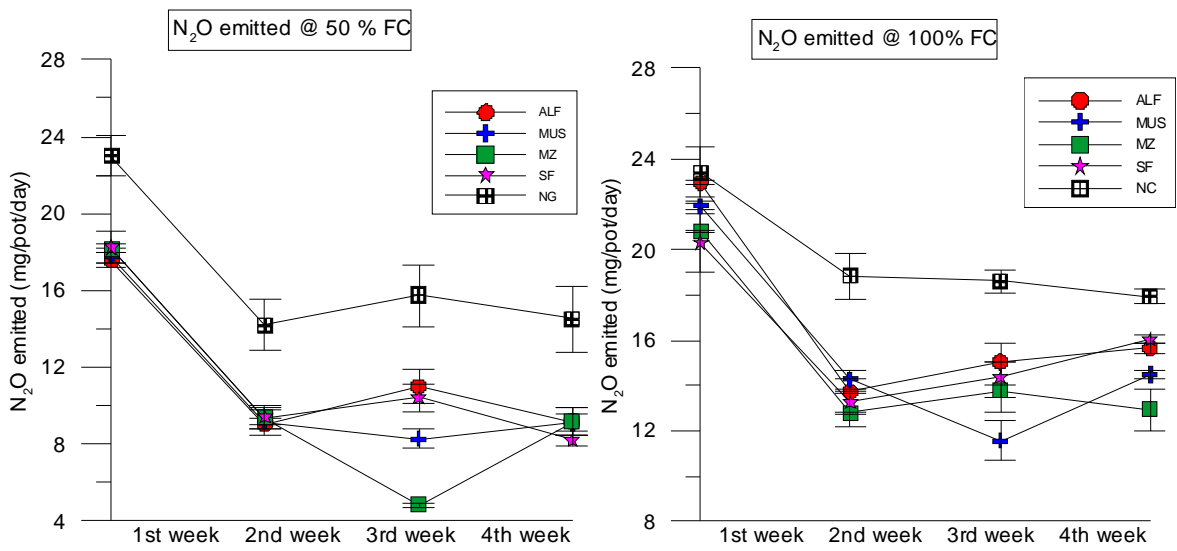 N₂O emitted @ 50 % FC
28
24
20
16
12
8
4
N₂O emitted (mg/pot/day)
ALF
MUS
MZ
SF
NG
1st week 2nd week 3rd week 4th week
N₂O emitted @ 100% FC
28
24
20
16
12
8
N₂O emitted (mg/pot/day)
ALF
MUS
MZ
SF
NC
1st week 2nd week 3rd week 4th week